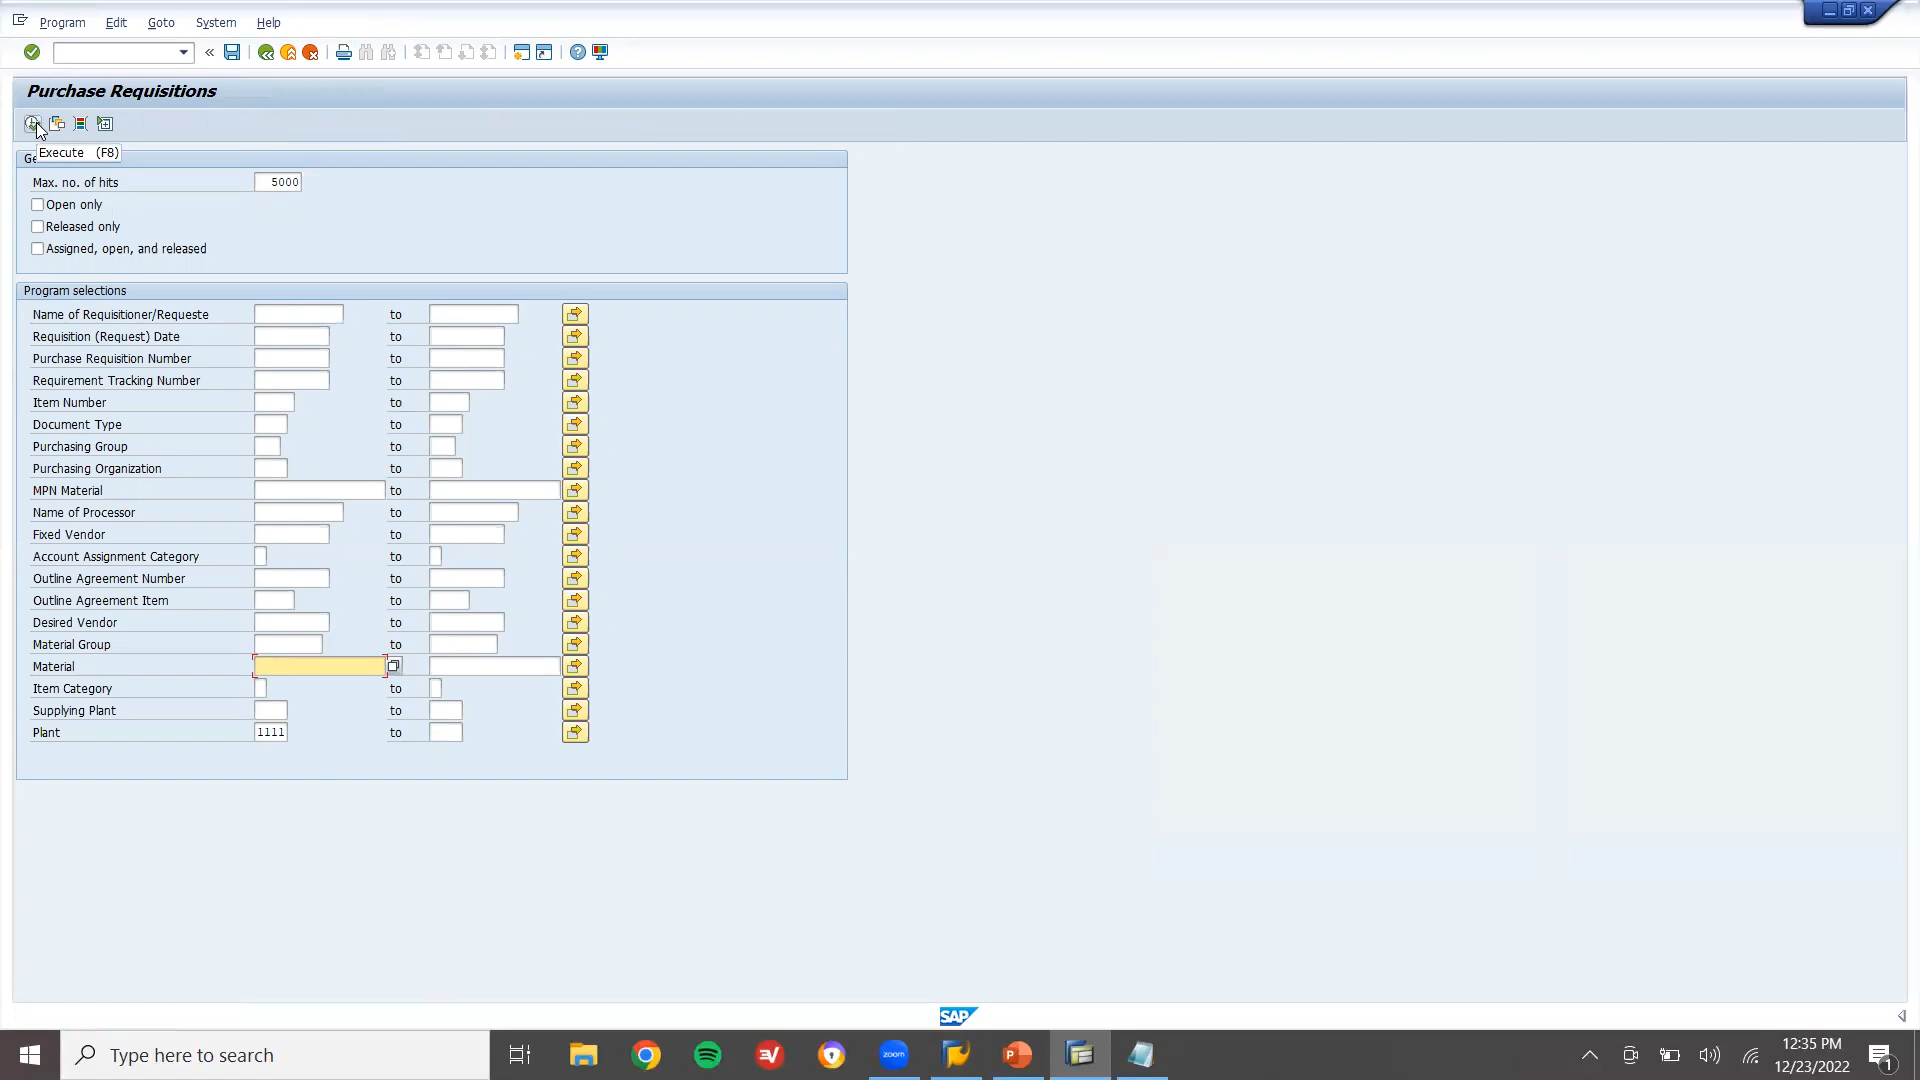 Program Edit Goto System Help
Purchase Requisitions
Execute (F8)
Ge
Max. no. of hits 5000
Open only
Released only
Assigned, open, and released
Program selections
Name of Requisitioner/Requeste to
Requisition (Request) Date to
Purchase Requisition Number to
Requirement Tracking Number to
Item Number to
Document Type to
Purchasing Group to
Purchasing Organization to
MPN Material to
Name of Processor to
Fixed Vendor to
Account Assignment Category to
Outline Agreement Number to
Outline Agreement Item to
Desired Vendor to
Material Group to
Material
Item Category to
Supplying Plant to
Plant 1111 to
SAP
Type here to search
zoom
12:35 PM
12/23/2022
1